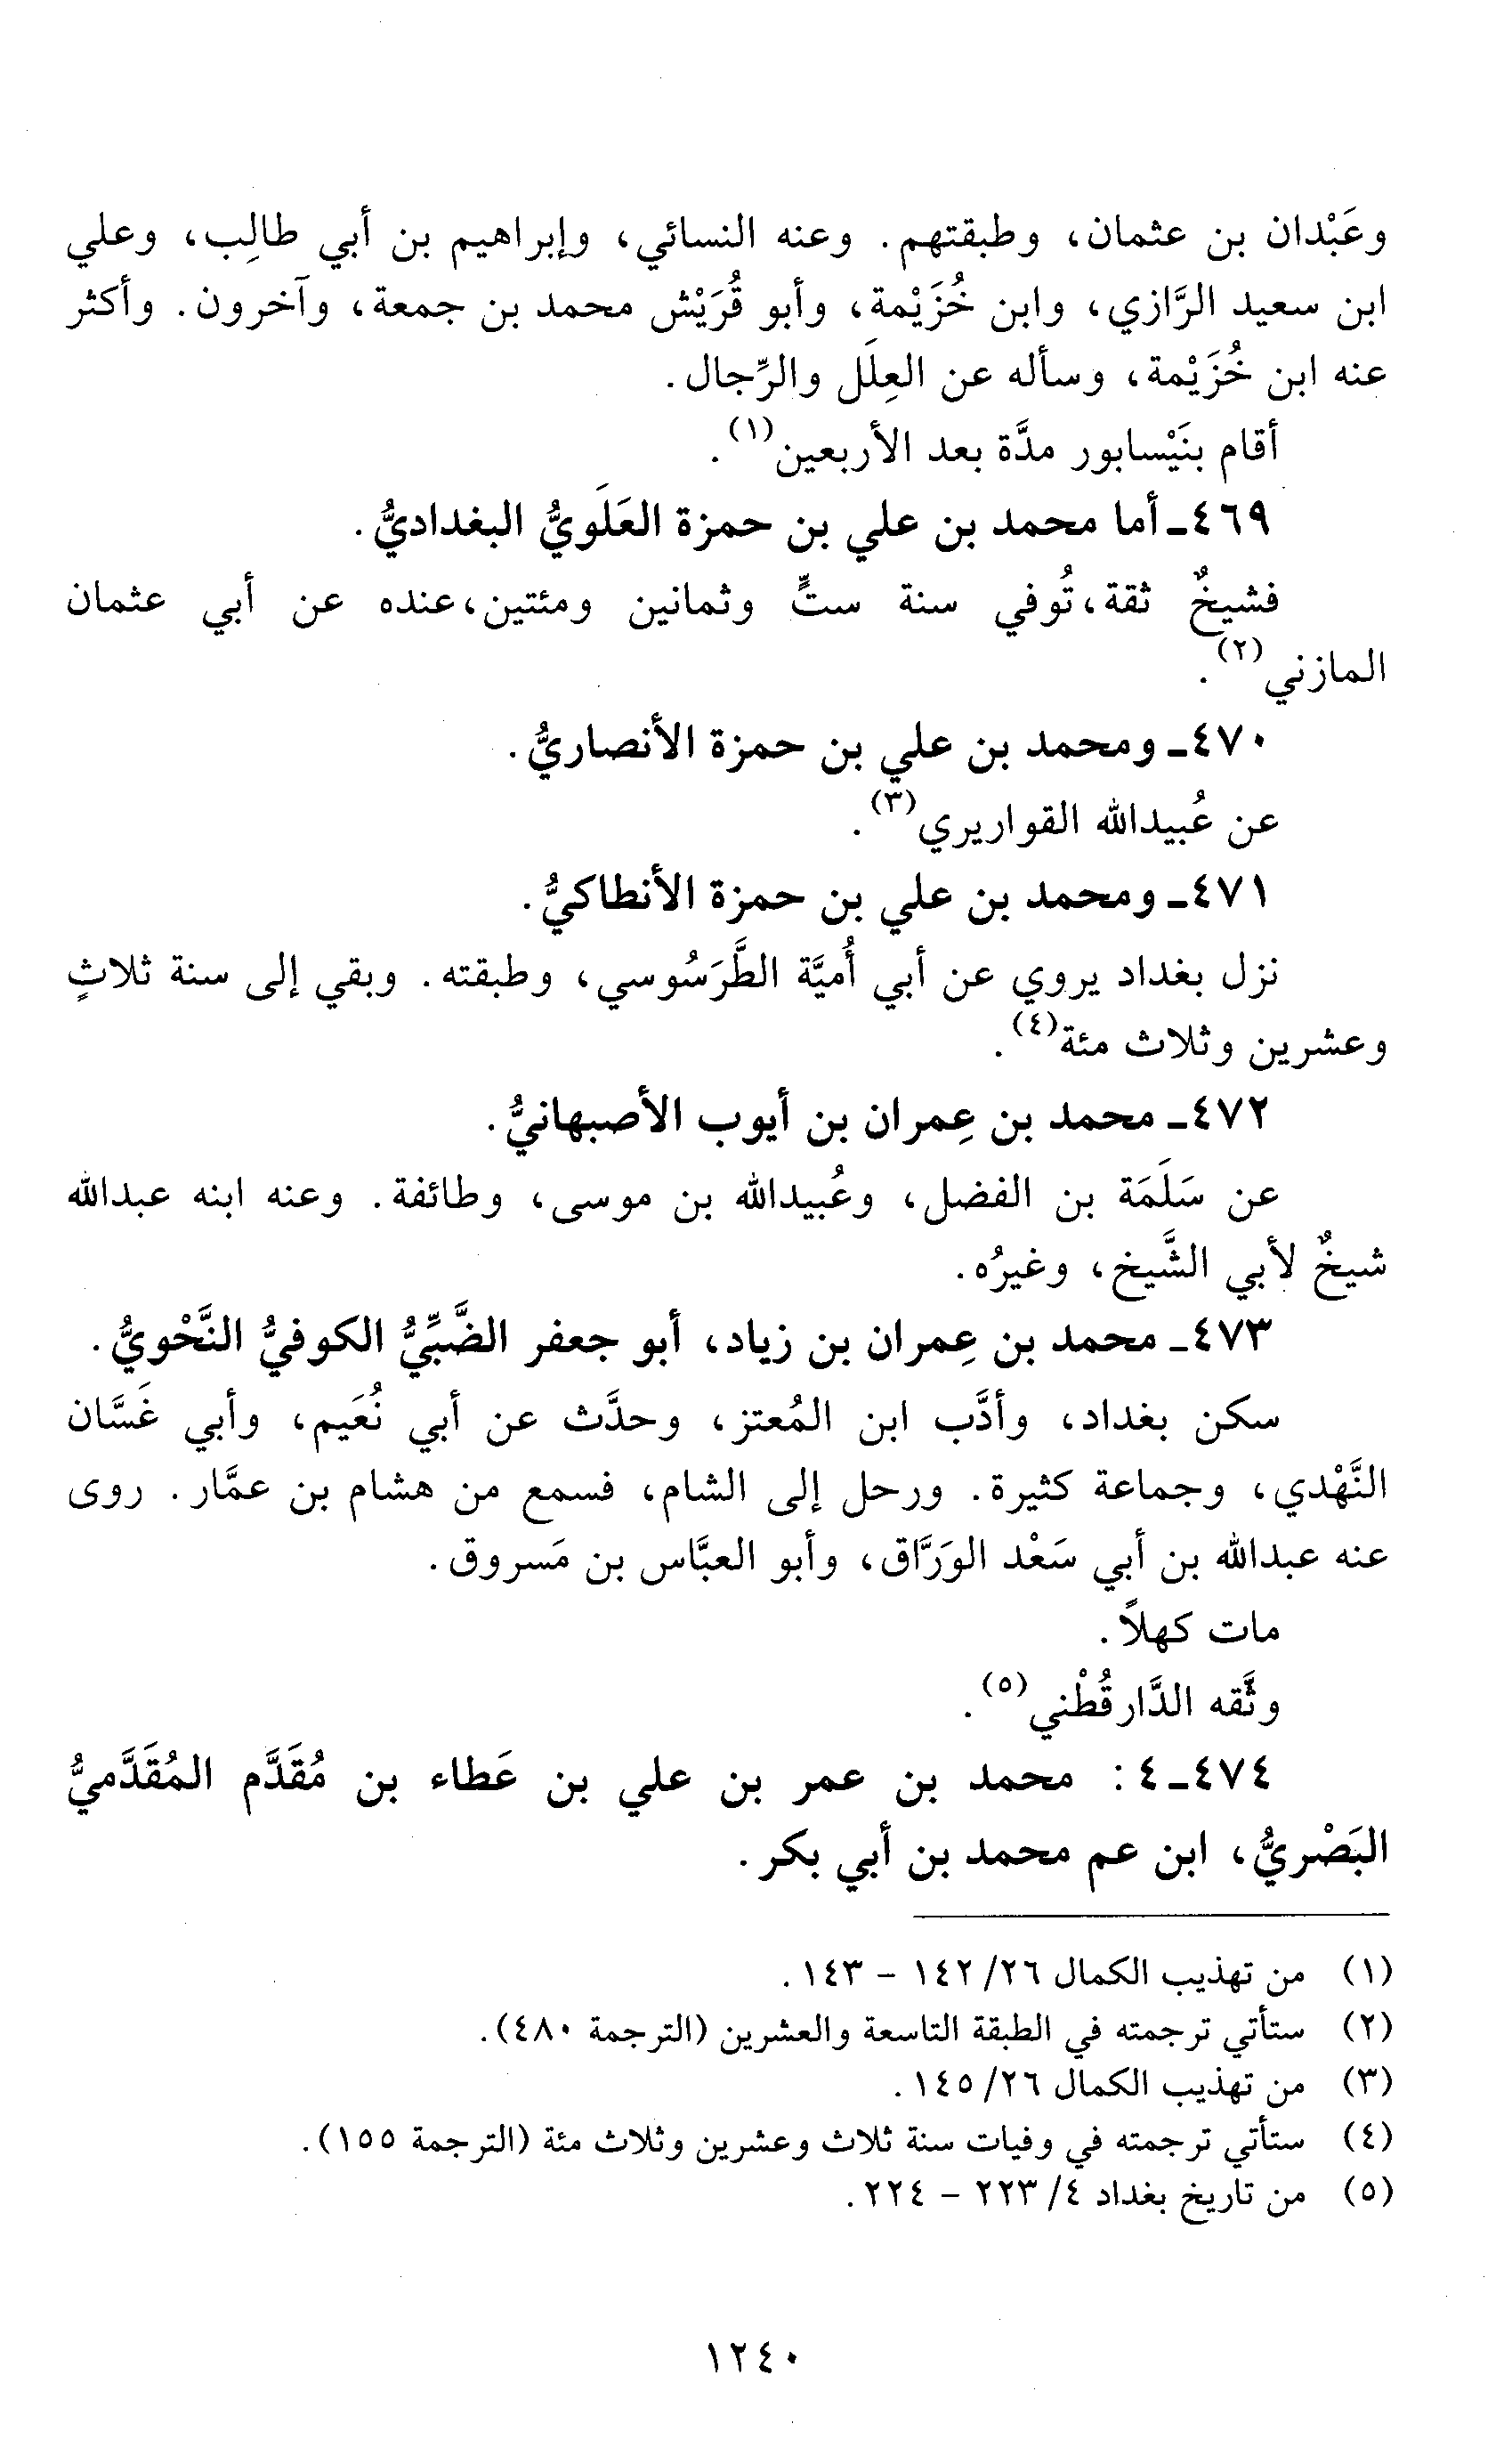 وعَبْدان بن عثمان، وطبقتهم. وعنه النسائي، وإبراهيم بن أبي طالِب، وعلي
ابن سعيد الرَّازي، وابن خُزَيْمة، وأبو قُرَيْش محمد بن جمعة، وآخرون. وأكثر
عنه ابن خُزَيْمة، وسأله عن العِلَل والرِّجال.
أقام بنَيْسابور مدَّة بعد الأربعين(١).
٤٦٩- أما محمد بن علي بن حمزة العَلَويُّ البغداديُّ.
فشيخٌ ثقة، تُوفي سنة ستٍّ وثمانين ومئتين، عنده عن أبي عثمان
المازني(٢).
٤٧٠- ومحمد بن علي بن حمزة الأنصاريُّ.
عن عُبيدالله القواريري(٣).
٤٧١- ومحمد بن علي بن حمزة الأنطاكيُّ.
نزل بغداد يروي عن أبي أُميَّة الطَّرَسُوسي، وطبقته. وبقي إلى سنة ثلاثٍ
وعشرين وثلاث مئة(٤).
٤٧٢- محمد بن عِمران بن أيوب الأصبهانيُّ.
عن سَلَمَة بن الفضل، وعُبيدالله بن موسى، وطائفة. وعنه ابنه عبدالله
شيخٌ لأبي الشَّيخ، وغيرُه.
٤٧٣- محمد بن عِمران بن زياد، أبو جعفر الضَّبِّيُّ الكوفيُّ النَّحْويُّ.
سكن بغداد، وأدَّب ابن المُعتز، وحدَّث عن أبي نُعَيم، وأبي غَسَّان
النَّهْدي، وجماعة كثيرة. ورحل إلى الشام، فسمع من هشام بن عمَّار. روى
عنه عبدالله بن أبي سَعْد الوَرَّاق، وأبو العبَّاس بن مَسروق.
مات كهلاً.
وثَّقه الدَّارقُطْني(٥).
٤٧٤-٤: محمد بن عمر بن علي بن عَطاء بن مُقَدَّم المُقَدَّميُّ
البَصْريُّ، ابن عم محمد بن أبي بكر.
(١) من تهذيب الكمال ٢٦/ ١٤٢ - ١٤٣.
(٢) ستأتي ترجمته في الطبقة التاسعة والعشرين (الترجمة ٤٨٠).
(٣) من تهذيب الكمال ٢٦/ ١٤٥.
(٤) ستأتي ترجمته في وفيات سنة ثلاث وعشرين وثلاث مئة (الترجمة ١٥٥).
(٥) من تاريخ بغداد ٤/ ٢٢٣ - ٢٢٤.
١٢٤٠